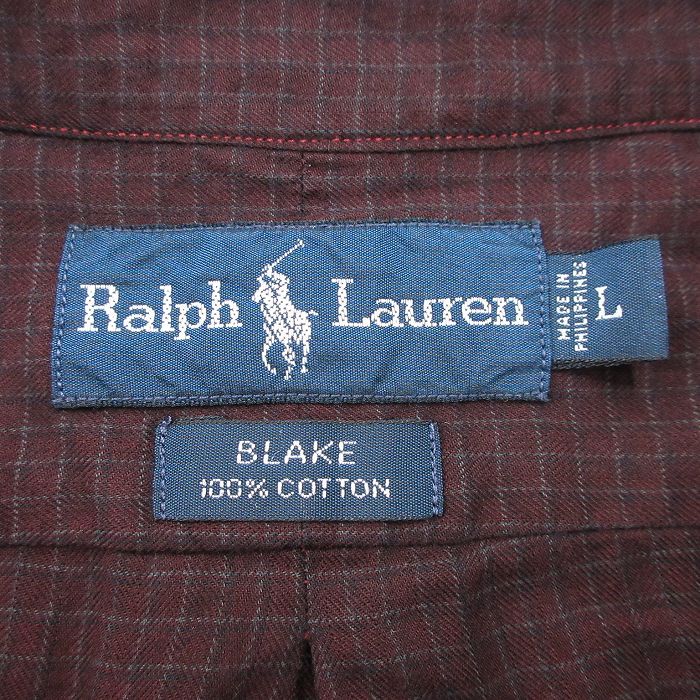 Ralph Lauren
MADE IN
PHILIPPINES
L
BLAKE
100% COTTON